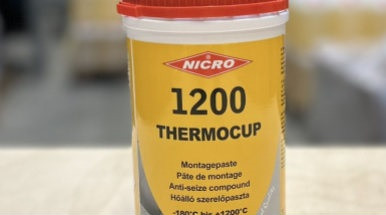 NICRO
1200
THERMOCUP
Montagepaste
Pâte de montage
Anti-seize compound
Hőálló szerelőpaszta
-180°C bis +1200°C